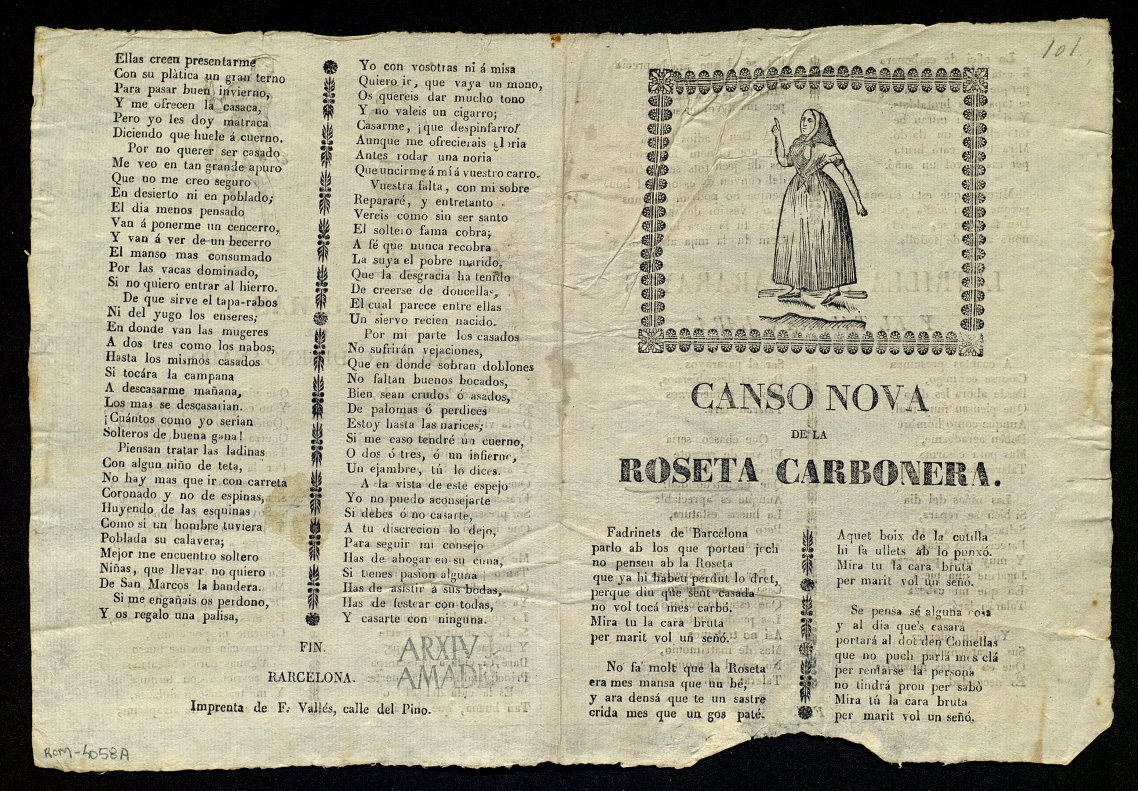 Ellas creen presentarme
Con su plática un gran terno
Para pasar buen invierno,
Y me ofrecen la casaca,
Pero yo les doy matraca
Diciendo que huele á cuerno.
Por no querer ser casado
Me veo en tan grande apuro
Que no me creo seguro
En desierto ni en poblado;
El dia menos pensado
Van á ponerme un cencerro,
Y van á ver de un becerro
El manso mas consumado
Por las vacas dominado,
Si no quiero entrar al hierro.
De que sirve el tapa-rabos
Ni del yugo los enseres;
En donde van las mugeres
A dos tres como los nabos;
Hasta los mismos casados
Si tocára la campana
A descasarme mañana,
Los mas se descasarian.
¡Cuántos como yo serian
Solteros de buena gana!
Piensan tratar las ladinas
Con algun niño de teta,
No hay mas que ir con carreta
Coronado y no de espinas,
Huyendo de las esquinas
Como si un hombre tuviera
Poblada su calavera;
Mejor me encuentro soltero
Niñas, que llevar no quiero
De San Marcos la bandera.
Si me engañais os perdono,
Y os regalo una palisa,
Yo con vosotras ni á misa
Quiero ir, que vaya un mono,
Os quereis dar mucho tono
Y no valeis un cigarro;
Casarme, ¡que despinfarro!
Aunque me ofrecierais gloria
Antes rodar una noria
Que uncirme á mí á vuestro carro.
Vuestra falta, con mi sobre
Repararé, y entretanto
Vereis como sin ser santo
El soltero fama cobra;
A fé que nunca recobra
La suya el pobre marido,
Que la desgracia ha tenido
De creerse de doncellas,
El cual parece entre ellas
Un siervo recien nacido.
Por mi parte los casados
No sufrirán vejaciones,
Que en donde sobran doblones
No faltan buenos bocados,
Bien sean crudos ó asados,
De palomas ó perdices
Estoy hasta las narices;
Si me caso tendré un cuerno,
O dos ó tres, ó un infierno,
Un ejambre, tú lo dices.
A la vista de este espejo
Yo no puedo aconsejarte
Si debes ó no casarte,
A tu discrecion lo dejo,
Para seguir mi consejo
Has de ahogar en su cuna,
Si tienes pasion alguna
Has de asistir á sus bodas,
Has de festear con todas,
Y casarte con ninguna.
FIN.
RARCELONA.
Imprenta de F. Vallés, calle del Pino.
ARXIU
AMADES
ROM-4058A
101.
CANSO NOVA
DE LA
ROSETA CARBONERA.
Fadrinets de Barcelona
parlo ab los que porteu jech
no penseu ab la Roseta
que ya hi habeu perdut lo dret,
perque diu que sent casada
no vol tocá mes carbó.
Mira tu la cara bruta
per marit vol un señó.
No fa molt que la Roseta
era mes mansa que un bé,
y ara densá que te un sastre
crida mes que un gos paté.
Aquet boix de la cutilla
hi fa ullets ab lo punxó.
Mira tu la cara bruta
per marit vol un señó.
Se pensa sé alguna cosa
y al dia que's casará
portará al dot den Comellas
que no puch parlá mes clá
per rentarse la persona
no tindrá prou per sabó
Mira tú la cara bruta
per marit vol un señó.